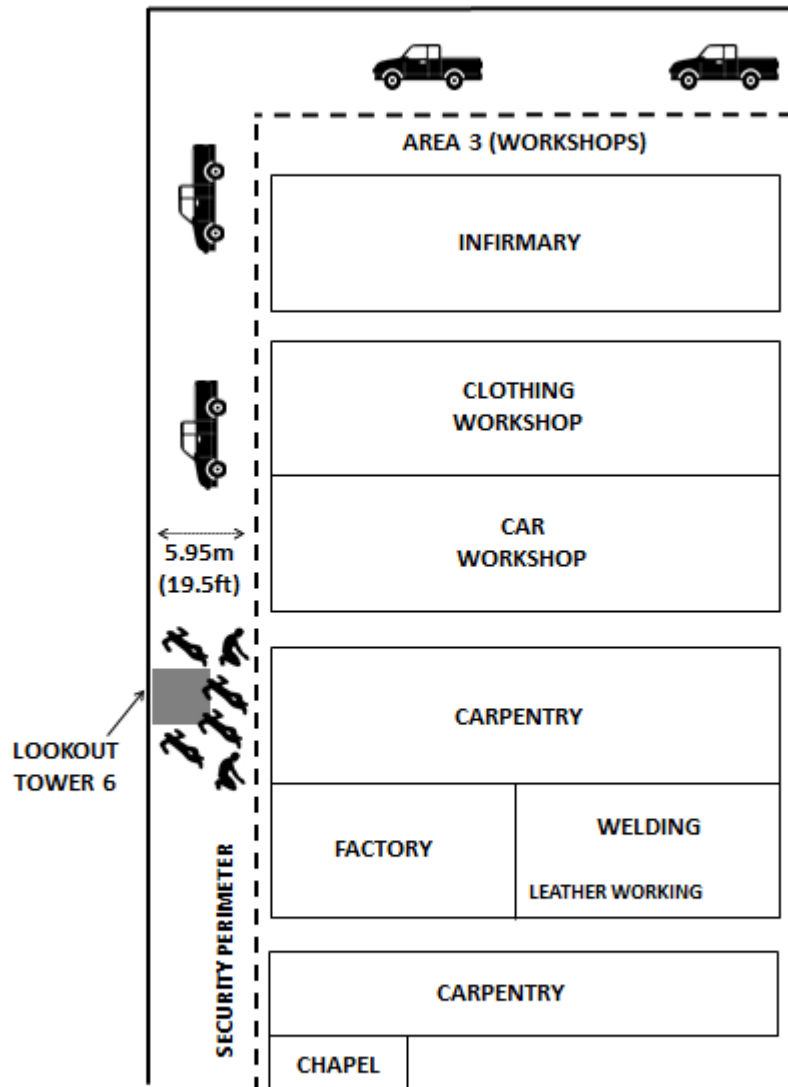 AREA 3 (WORKSHOPS)
INFIRMARY
CLOTHING
WORKSHOP
CAR
WORKSHOP
5.95m
(19.5ft)
LOOKOUT
TOWER 6
CARPENTRY
FACTORY
WELDING
LEATHER WORKING
SECURITY PERIMETER
CARPENTRY
CHAPEL